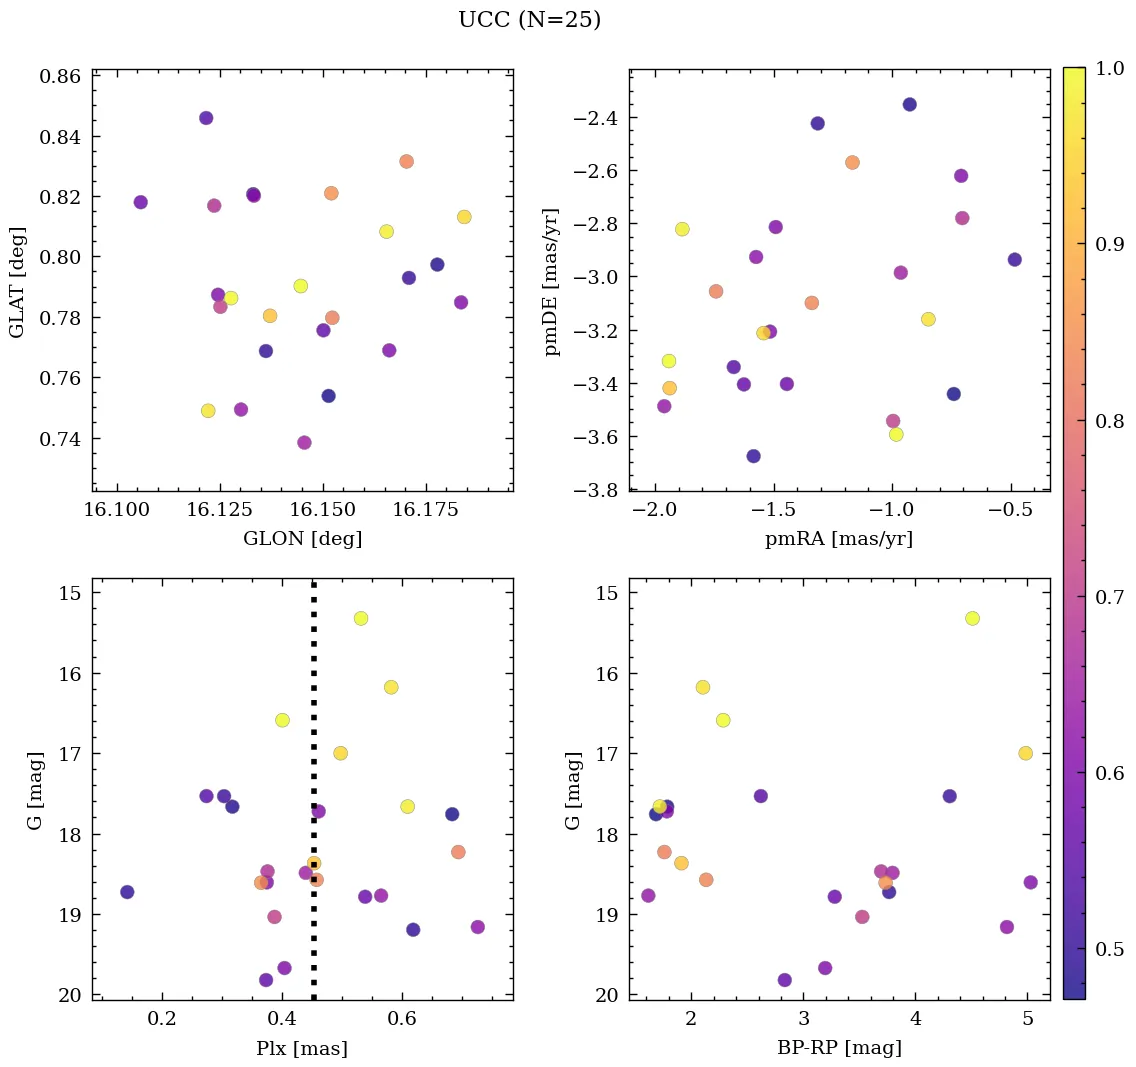 UCC (N=25)
0.86
0.84
0.82
0.80
0.78
0.76
0.74
GLAT [deg]
16.100 16.125 16.150 16.175
GLON [deg]
−2.4
−2.6
−2.8
−3.0
−3.2
−3.4
−3.6
−3.8
pmDE [mas/yr]
−2.0 −1.5 −1.0 −0.5
pmRA [mas/yr]
15
16
17
18
19
20
G [mag]
0.2 0.4 0.6
Plx [mas]
15
16
17
18
19
20
G [mag]
2 3 4 5
BP-RP [mag]
1.0
0.9
0.8
0.7
0.6
0.5